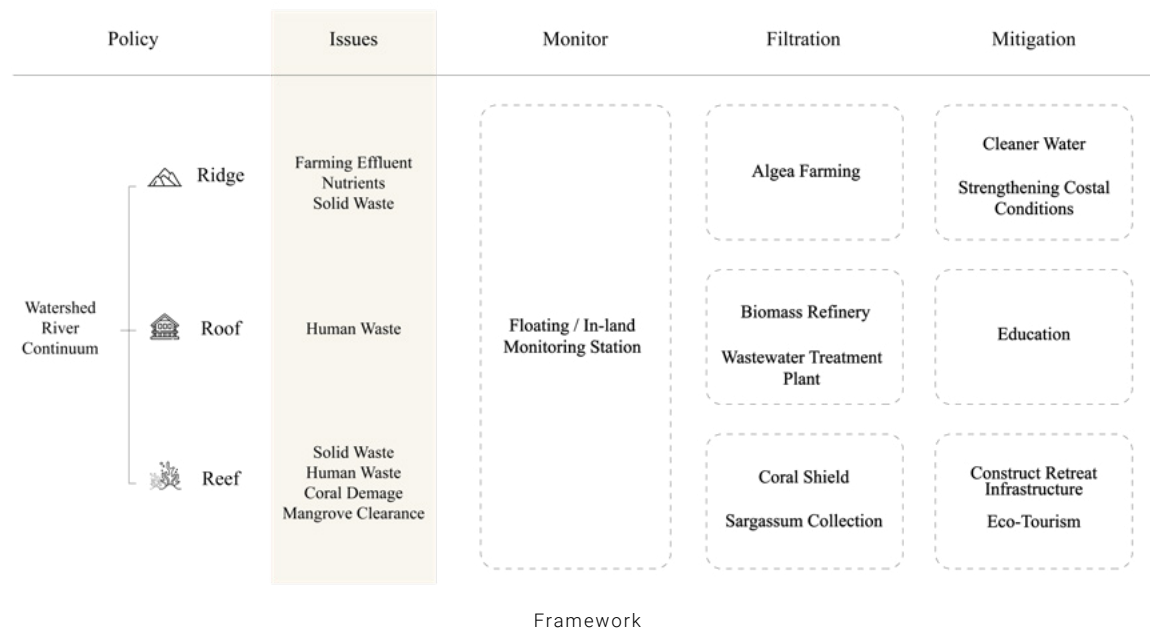 Policy
Issues
Monitor
Filtration
Mitigation
Watershed
River
Continuum
Ridge
Farming Effluent
Nutrients
Solid Waste
Roof
Human Waste
Reef
Solid Waste
Human Waste
Coral Demage
Mangrove Clearance
Floating / In-land
Monitoring Station
Algea Farming
Cleaner Water
Strengthening Costal
Conditions
Biomass Refinery
Wastewater Treatment
Plant
Education
Coral Shield
Sargassum Collection
Construct Retreat
Infrastructure
Eco-Tourism
Framework